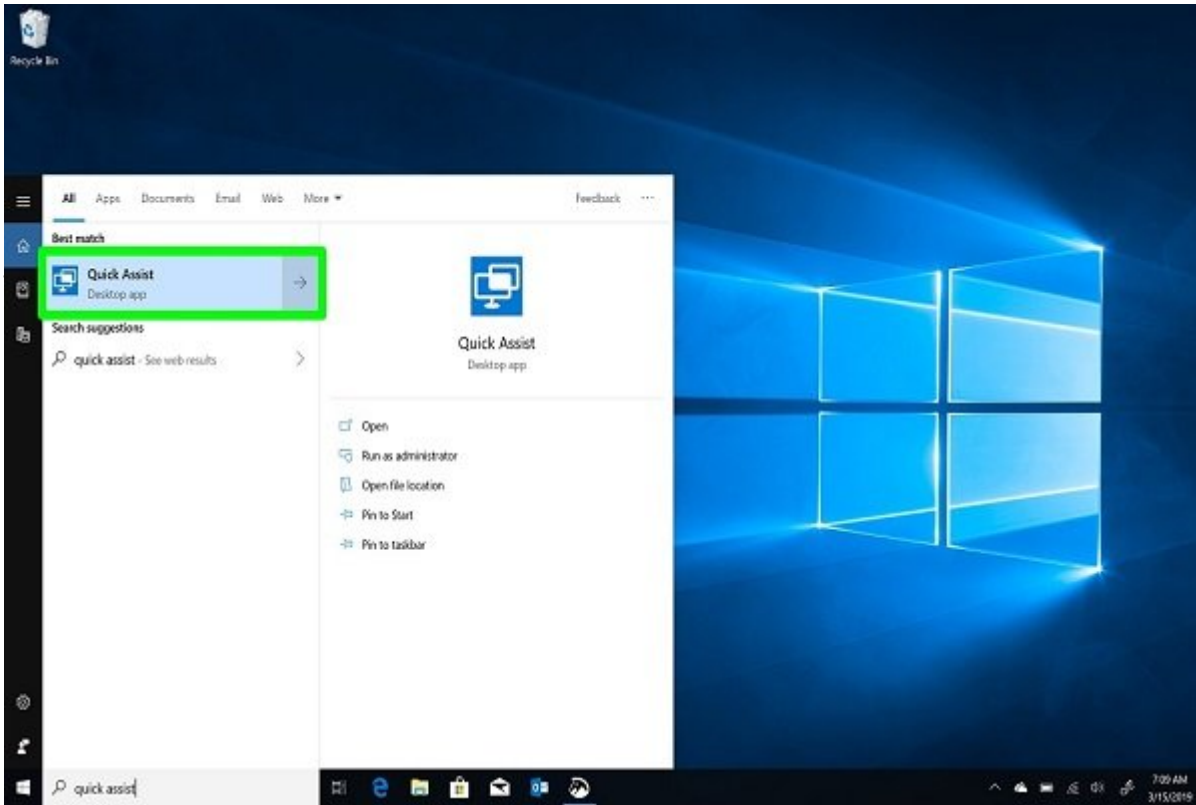 Recycle Bin
All Apps Documents Email Web More Feedback ...
Best match
Quick Assist
Desktop app
Search suggestions
quick assist - See web results
Quick Assist
Desktop app
Open
Run as administrator
Open file location
Pin to Start
Pin to taskbar
quick assist
7:09 AM
3/15/2019